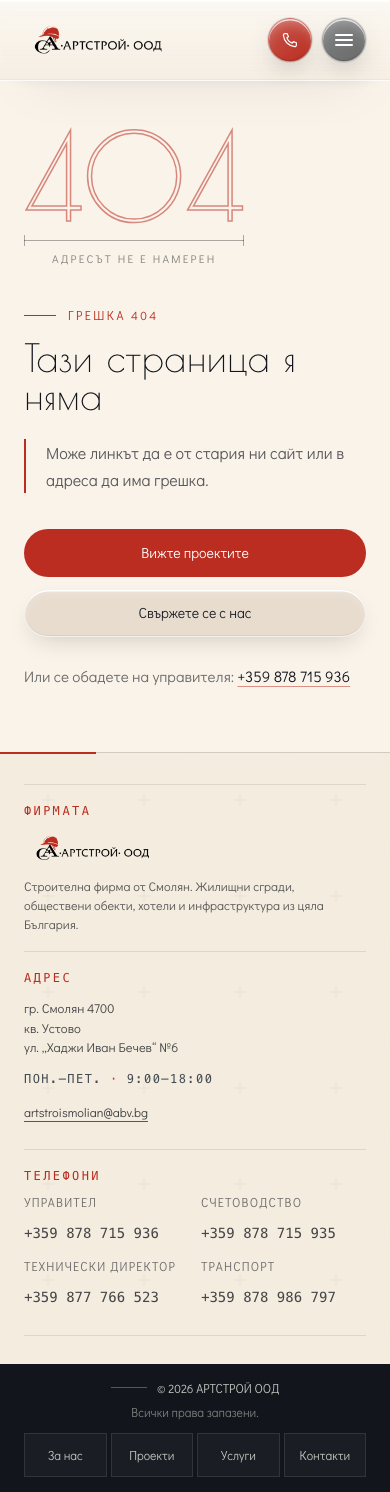 ·АРТСТРОЙ· ООД
404
АДРЕСЪТ НЕ Е НАМЕРЕН
ГРЕШКА 404
Тази страница я
няма
Може линкът да е от стария ни сайт или в
адреса да има грешка.
Вижте проектите
Свържете се с нас
Или се обадете на управителя: +359 878 715 936
ФИРМАТА
·АРТСТРОЙ· ООД
Строителна фирма от Смолян. Жилищни сгради,
обществени обекти, хотели и инфраструктура из цяла
България.
АДРЕС
гр. Смолян 4700
кв. Устово
ул. „Хаджи Иван Бечев“ №6
ПОН.–ПЕТ. · 9:00–18:00
artstroismolian@abv.bg
ТЕЛЕФОНИ
УПРАВИТЕЛ
+359 878 715 936
СЧЕТОВОДСТВО
+359 878 715 935
ТЕХНИЧЕСКИ ДИРЕКТОР
+359 877 766 523
ТРАНСПОРТ
+359 878 986 797
© 2026 АРТСТРОЙ ООД
Всички права запазени.
За нас
Проекти
Услуги
Контакти